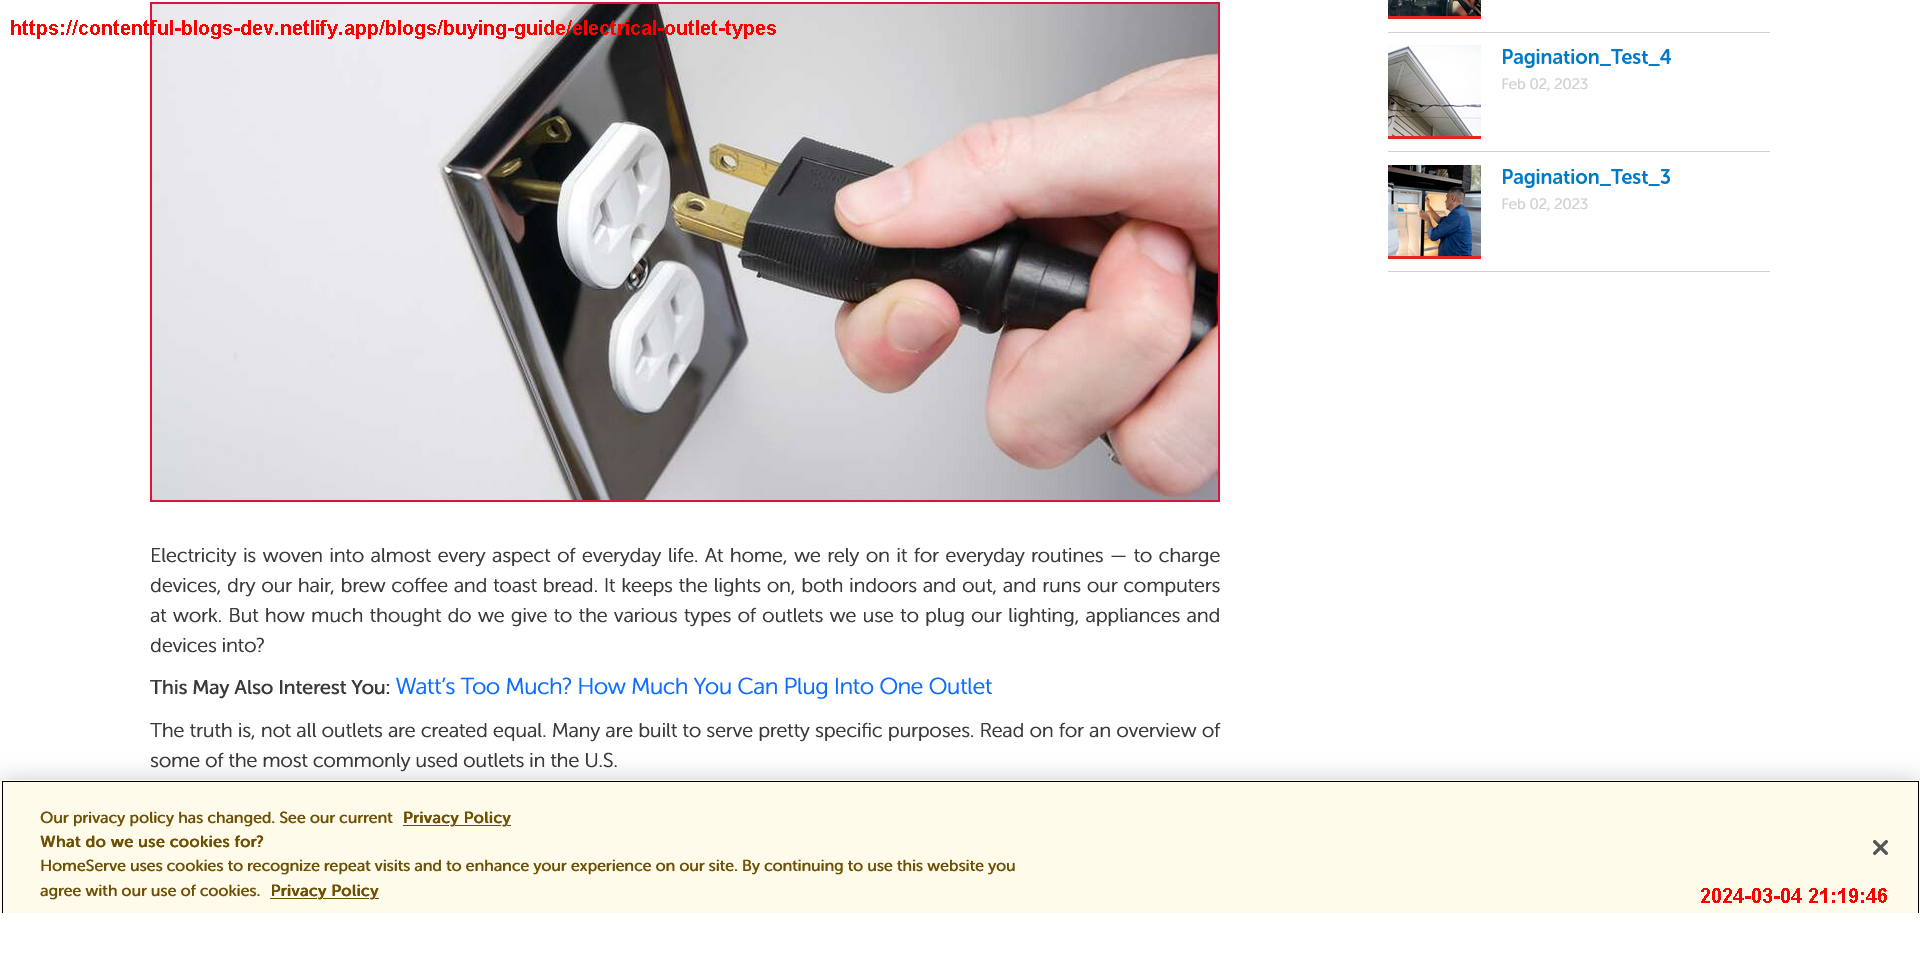 https://contentful-blogs-dev.netlify.app/blogs/buying-guide/electrical-outlet-types
Pagination_Test_4
Feb 02, 2023
Pagination_Test_3
Feb 02, 2023
Electricity is woven into almost every aspect of everyday life. At home, we rely on it for everyday routines — to charge
devices, dry our hair, brew coffee and toast bread. It keeps the lights on, both indoors and out, and runs our computers
at work. But how much thought do we give to the various types of outlets we use to plug our lighting, appliances and
devices into?
This May Also Interest You: Watt’s Too Much? How Much You Can Plug Into One Outlet
The truth is, not all outlets are created equal. Many are built to serve pretty specific purposes. Read on for an overview of
some of the most commonly used outlets in the U.S.
Our privacy policy has changed. See our current Privacy Policy
What do we use cookies for?
HomeServe uses cookies to recognize repeat visits and to enhance your experience on our site. By continuing to use this website you
agree with our use of cookies. Privacy Policy
2024-03-04 21:19:46